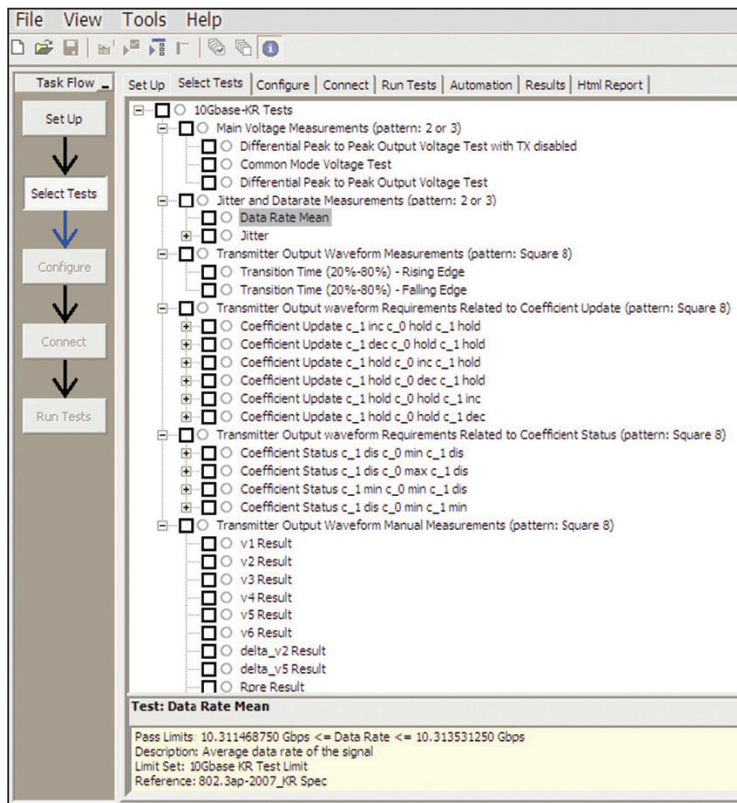 File View Tools Help
Task Flow
Set Up Select Tests Configure Connect Run Tests Automation Results Html Report
Set Up
Select Tests
Configure
Connect
Run Tests
10Gbase-KR Tests
Main Voltage Measurements (pattern: 2 or 3)
Differential Peak to Peak Output Voltage Test with TX disabled
Common Mode Voltage Test
Differential Peak to Peak Output Voltage Test
Jitter and Datarate Measurements (pattern: 2 or 3)
Data Rate Mean
Jitter
Transmitter Output Waveform Measurements (pattern: Square 8)
Transition Time (20%-80%) - Rising Edge
Transition Time (20%-80%) - Falling Edge
Transmitter Output waveform Requirements Related to Coefficient Update (pattern: Square 8)
Coefficient Update c_1 inc c_0 hold c_1 hold
Coefficient Update c_1 dec c_0 hold c_1 hold
Coefficient Update c_1 hold c_0 inc c_1 hold
Coefficient Update c_1 hold c_0 dec c_1 hold
Coefficient Update c_1 hold c_0 hold c_1 inc
Coefficient Update c_1 hold c_0 hold c_1 dec
Transmitter Output waveform Requirements Related to Coefficient Status (pattern: Square 8)
Coefficient Status c_1 dis c_0 min c_1 dis
Coefficient Status c_1 dis c_0 max c_1 dis
Coefficient Status c_1 min c_0 min c_1 dis
Coefficient Status c_1 dis c_0 min c_1 min
Transmitter Output Waveform Manual Measurements (pattern: Square 8)
v1 Result
v2 Result
v3 Result
v4 Result
v5 Result
v6 Result
delta_v2 Result
delta_v5 Result
Rpre Result
Test: Data Rate Mean
Pass Limits: 10.311468750 Gbps <= Data Rate <= 10.313531250 Gbps
Description: Average data rate of the signal
Limit Set: 10Gbase KR Test Limit
Reference: 802.3ap-2007_KR Spec